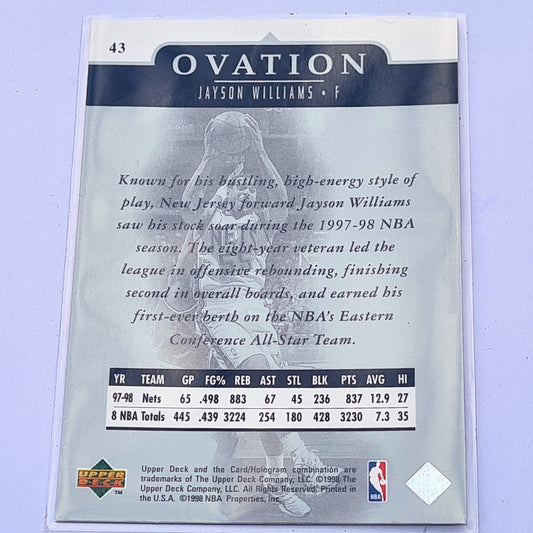 43
OVATION
JAYSON WILLIAMS • F
Known for his hustling, high-energy style of
play, New Jersey forward Jayson Williams
saw his stock soar during the 1997-98 NBA
season. The eight-year veteran led the
league in offensive rebounding, finishing
second in overall boards, and earned his
first-ever berth on the NBA's Eastern
Conference All-Star Team.
YR TEAM GP FG% REB AST STL BLK PTS AVG HI
97-98 Nets 65 .498 883 67 45 236 837 12.9 27
8 NBA Totals 445 .439 3224 254 180 428 3230 7.3 35
UPPER DECK ™
Upper Deck and the Card/Hologram combination are
trademarks of The Upper Deck Company, LLC. ©1998 The
Upper Deck Company, LLC. All Rights Reserved. Printed in
the U.S.A. ©1998 NBA Properties, Inc.
NBA